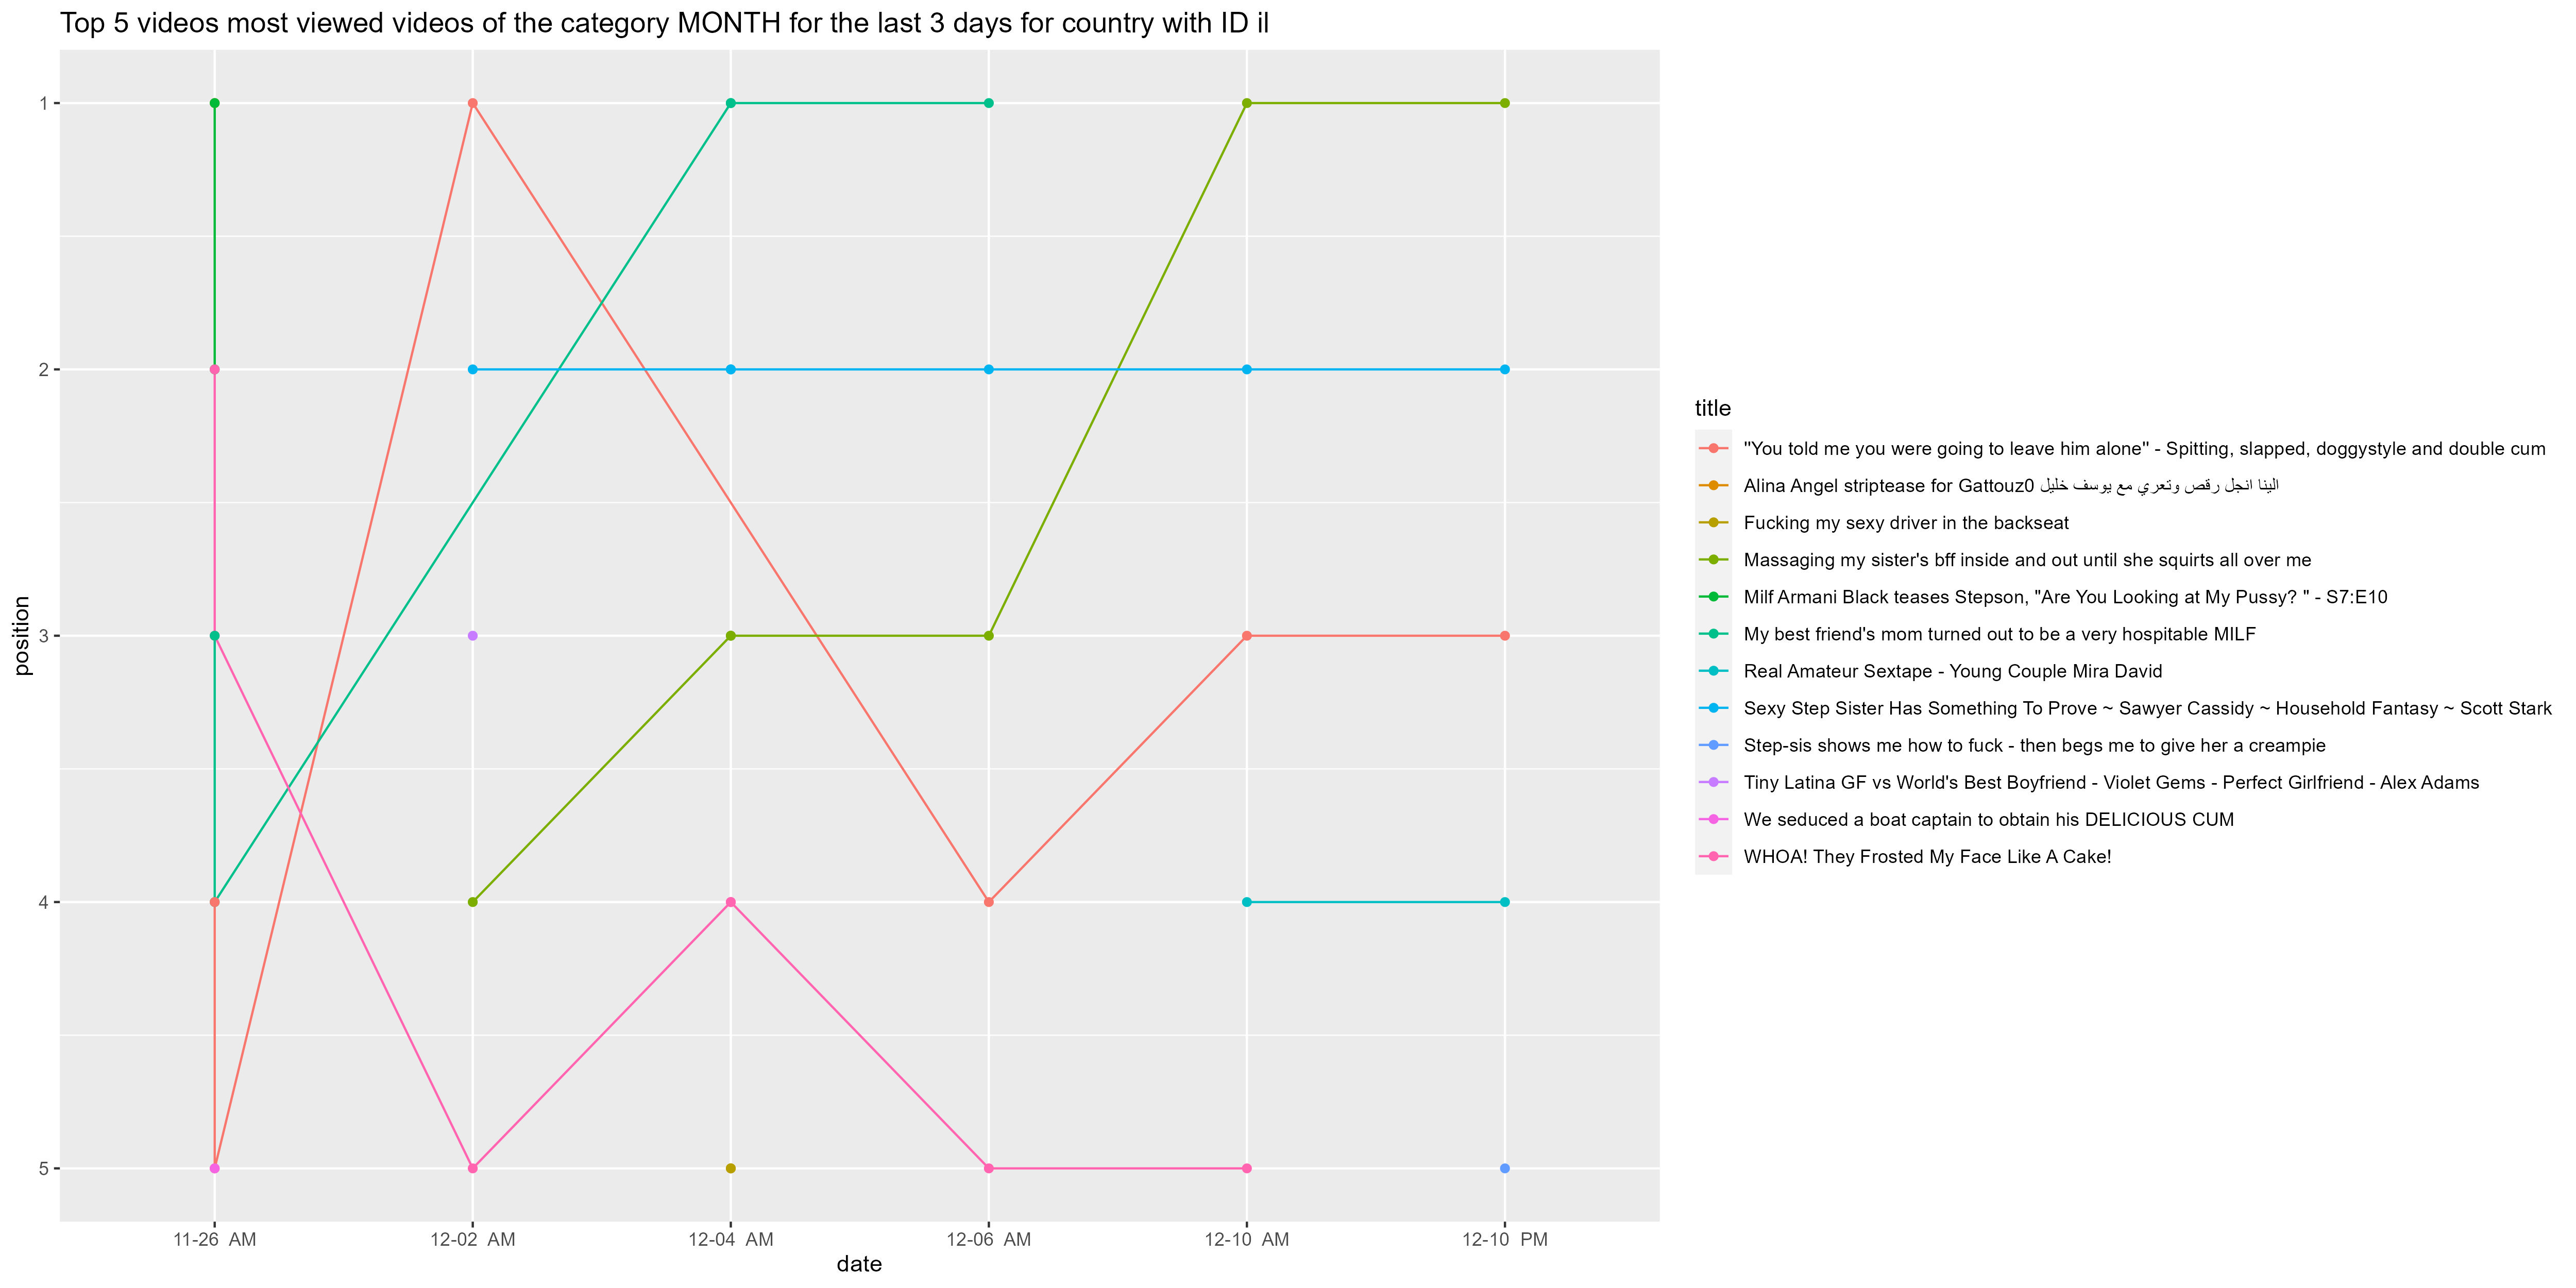 Top 5 videos most viewed videos of the category MONTH for the last 3 days for country with ID il
1
2
3
4
5
position
11-26 AM
12-02 AM
12-04 AM
12-06 AM
12-10 AM
12-10 PM
date
title
"You told me you were going to leave him alone" - Spitting, slapped, doggystyle and double cum
Alina Angel striptease for Gattouz0 الينا انجل رقص وتعري مع يوسف خليل
Fucking my sexy driver in the backseat
Massaging my sister's bff inside and out until she squirts all over me
Milf Armani Black teases Stepson, "Are You Looking at My Pussy? " - S7:E10
My best friend's mom turned out to be a very hospitable MILF
Real Amateur Sextape - Young Couple Mira David
Sexy Step Sister Has Something To Prove ~ Sawyer Cassidy ~ Household Fantasy ~ Scott Stark
Step-sis shows me how to fuck - then begs me to give her a creampie
Tiny Latina GF vs World's Best Boyfriend - Violet Gems - Perfect Girlfriend - Alex Adams
We seduced a boat captain to obtain his DELICIOUS CUM
WHOA! They Frosted My Face Like A Cake!